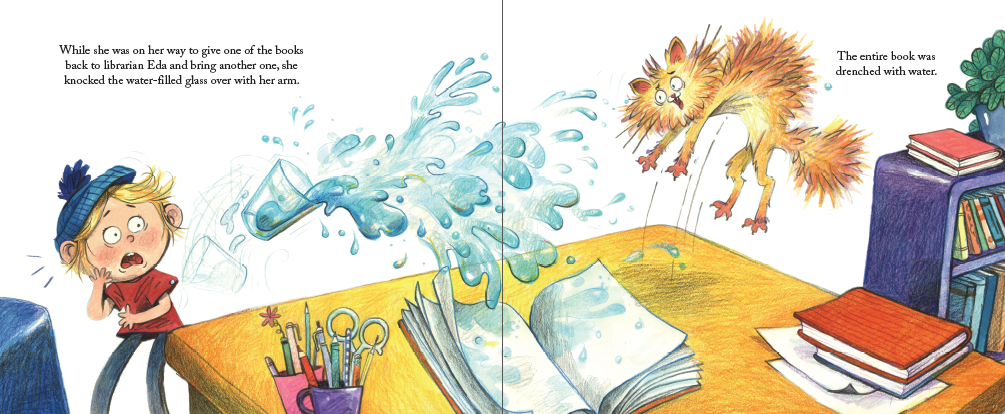 While she was on her way to give one of the books
back to librarian Eda and bring another one, she
knocked the water-filled glass over with her arm.
The entire book was
drenched with water.